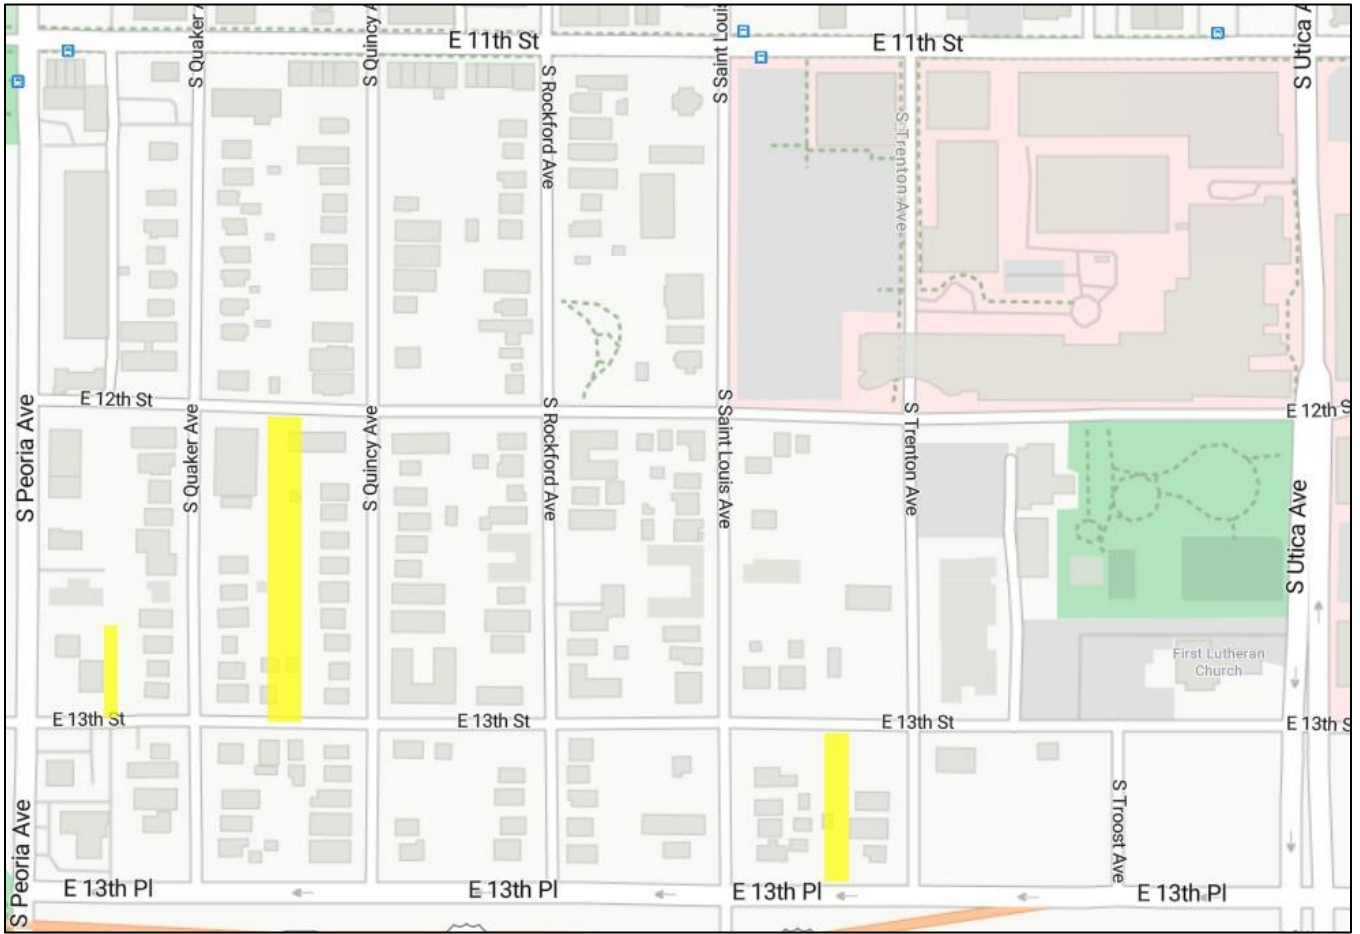 S Quaker A
S Quincy A
E 11th St
Saint Louis
E 11th St
S Utica A
S Rockford Ave
S Trenton Ave
S Peoria Ave
E 12th St
S Quaker Ave
S Quincy Ave
S Rockford Ave
S Saint Louis Ave
S Trenton Ave
E 12th S
S Utica Ave
First Lutheran
Church
E 13th St
E 13th St
E 13th St
E 13th S
S Peoria Ave
S Troost Ave
E 13th Pl
E 13th Pl
E 13th Pl
E 13th Pl